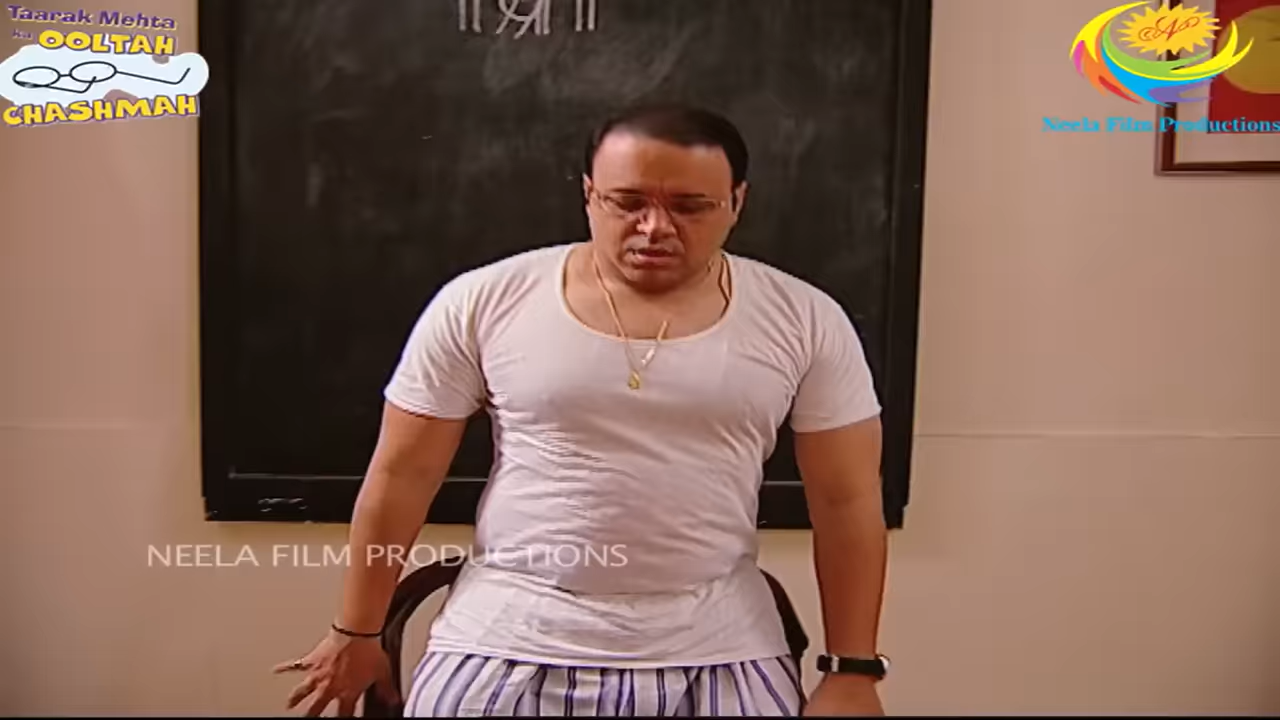 Taarak Mehta
ka OOLTAH
CHASHMAH
Neela Film Productions
NEELA FILM PRODUCTIONS